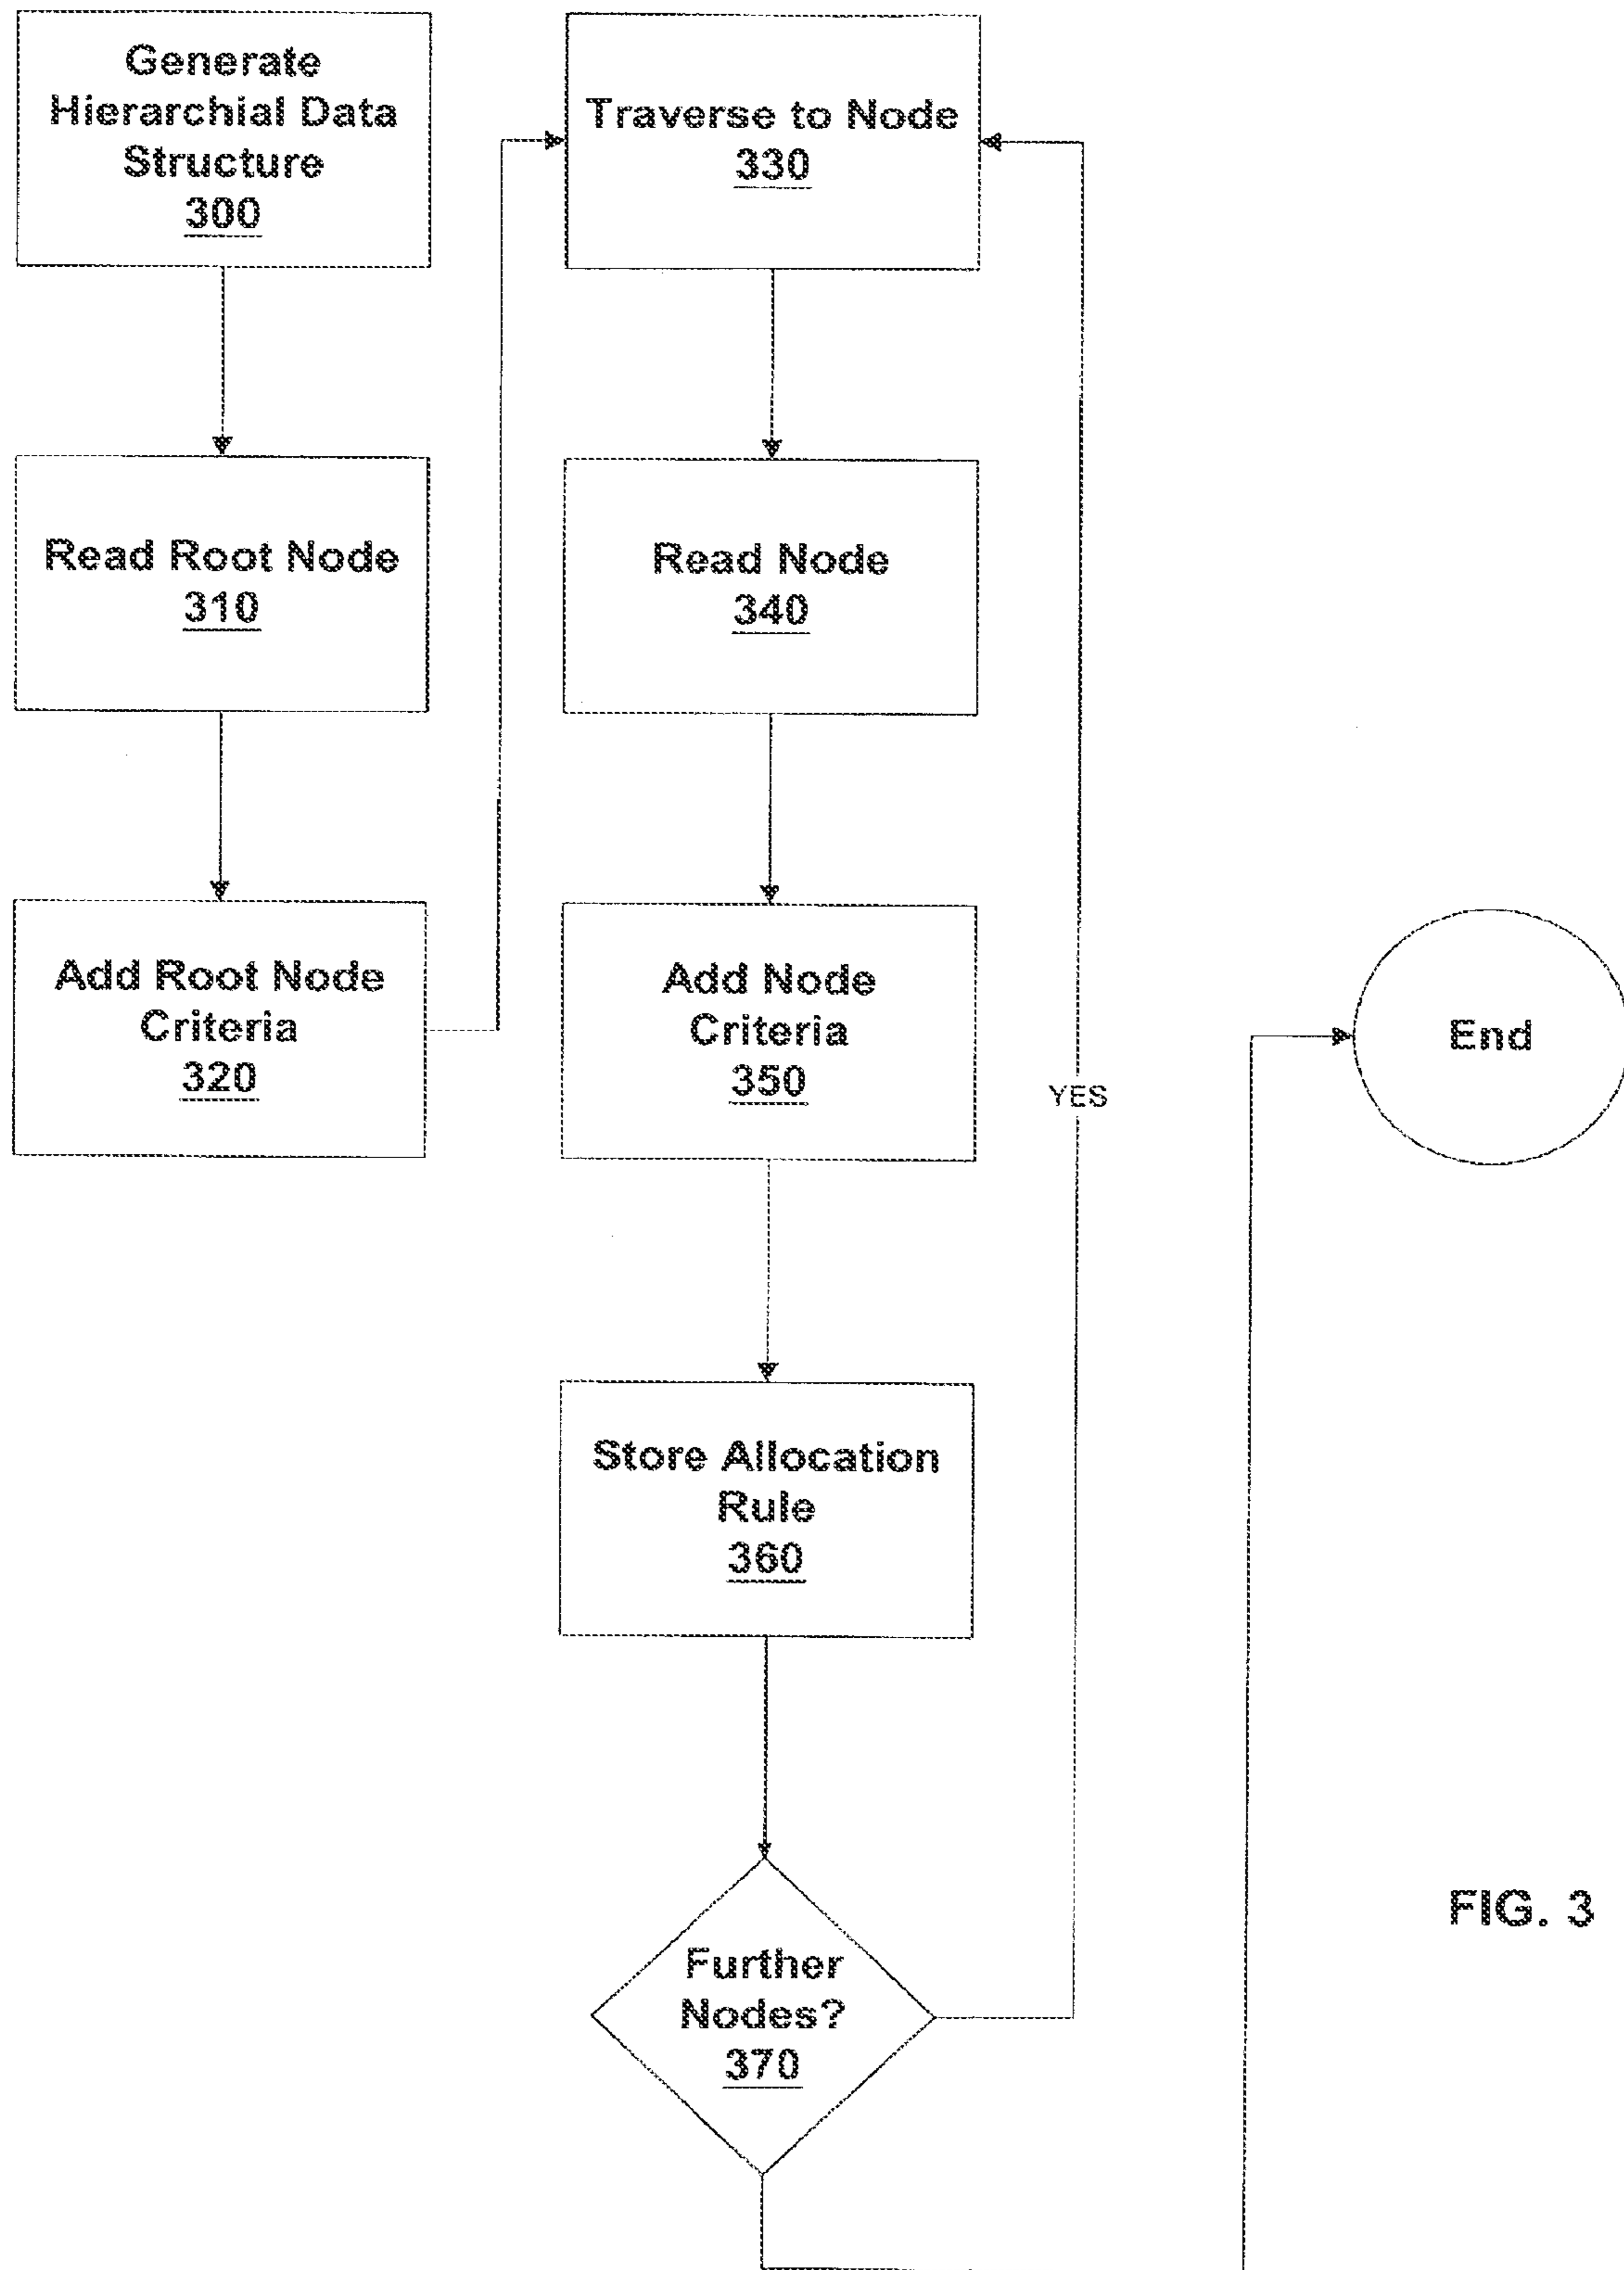 Generate
Hierarchial Data
Structure
300
Read Root Node
310
Add Root Node
Criteria
320
Traverse to Node
330
Read Node
340
Add Node
Criteria
350
Store Allocation
Rule
360
Further
Nodes?
370
YES
End
FIG. 3